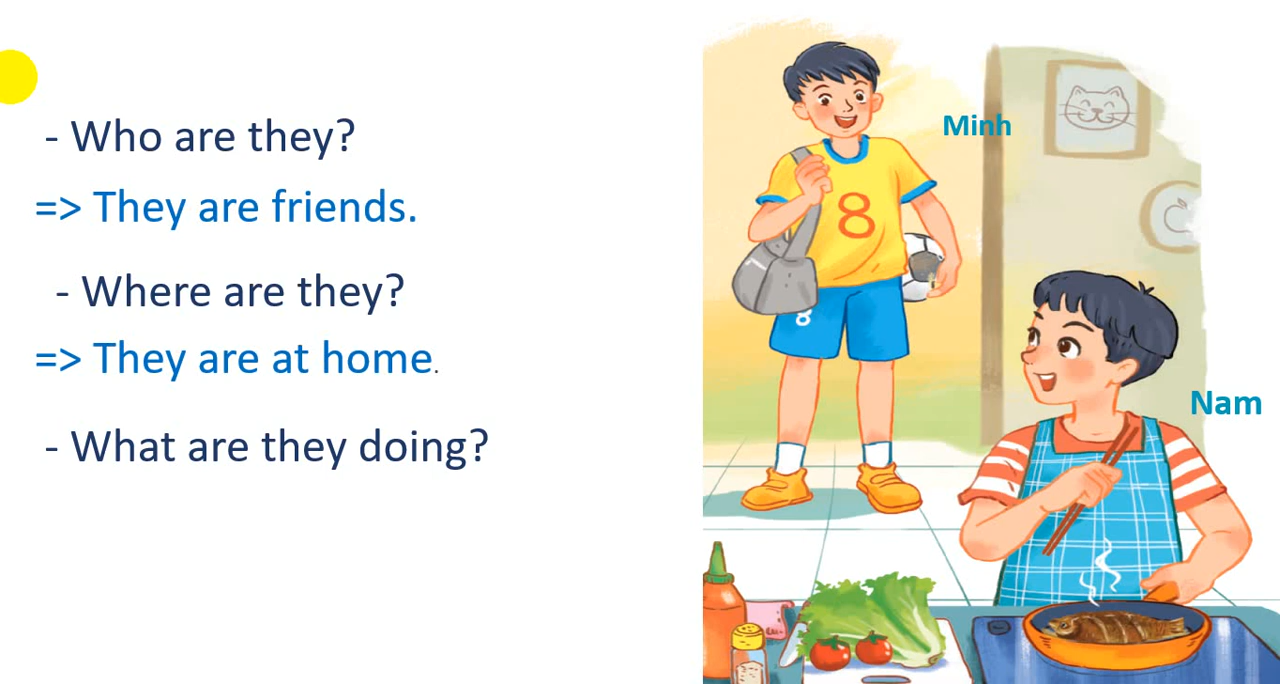 - Who are they?
=> They are friends.
- Where are they?
=> They are at home.
- What are they doing?
Minh
8
8
Nam